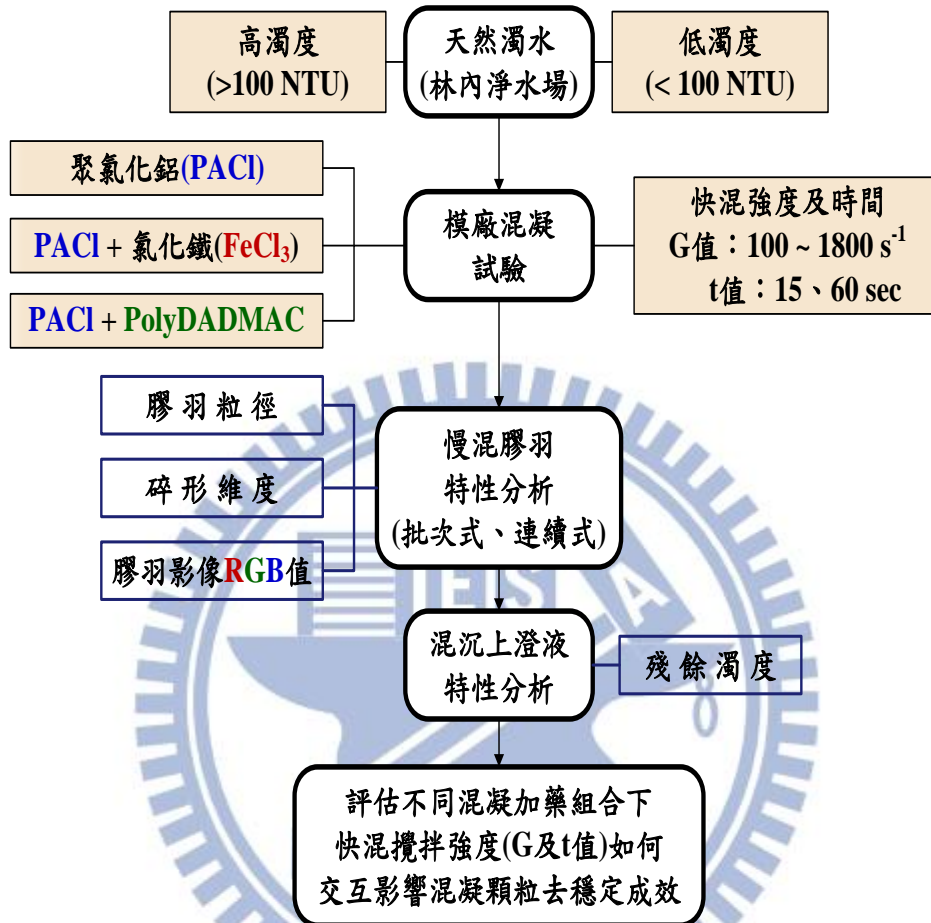 高濁度
(>100 NTU)
天然濁水
(林內淨水場)
低濁度
(< 100 NTU)
聚氯化鋁(PACl)
PACl + 氯化鐵(FeCl₃)
PACl + PolyDADMAC
模廠混凝
試驗
快混強度及時間
G值：100 ~ 1800 s⁻¹
t值：15、60 sec
膠羽粒徑
碎形維度
膠羽影像RGB值
慢混膠羽
特性分析
(批次式、連續式)
混沉上澄液
特性分析
殘餘濁度
評估不同混凝加藥組合下
快混攪拌強度(G及t值)如何
交互影響混凝顆粒去穩定成效